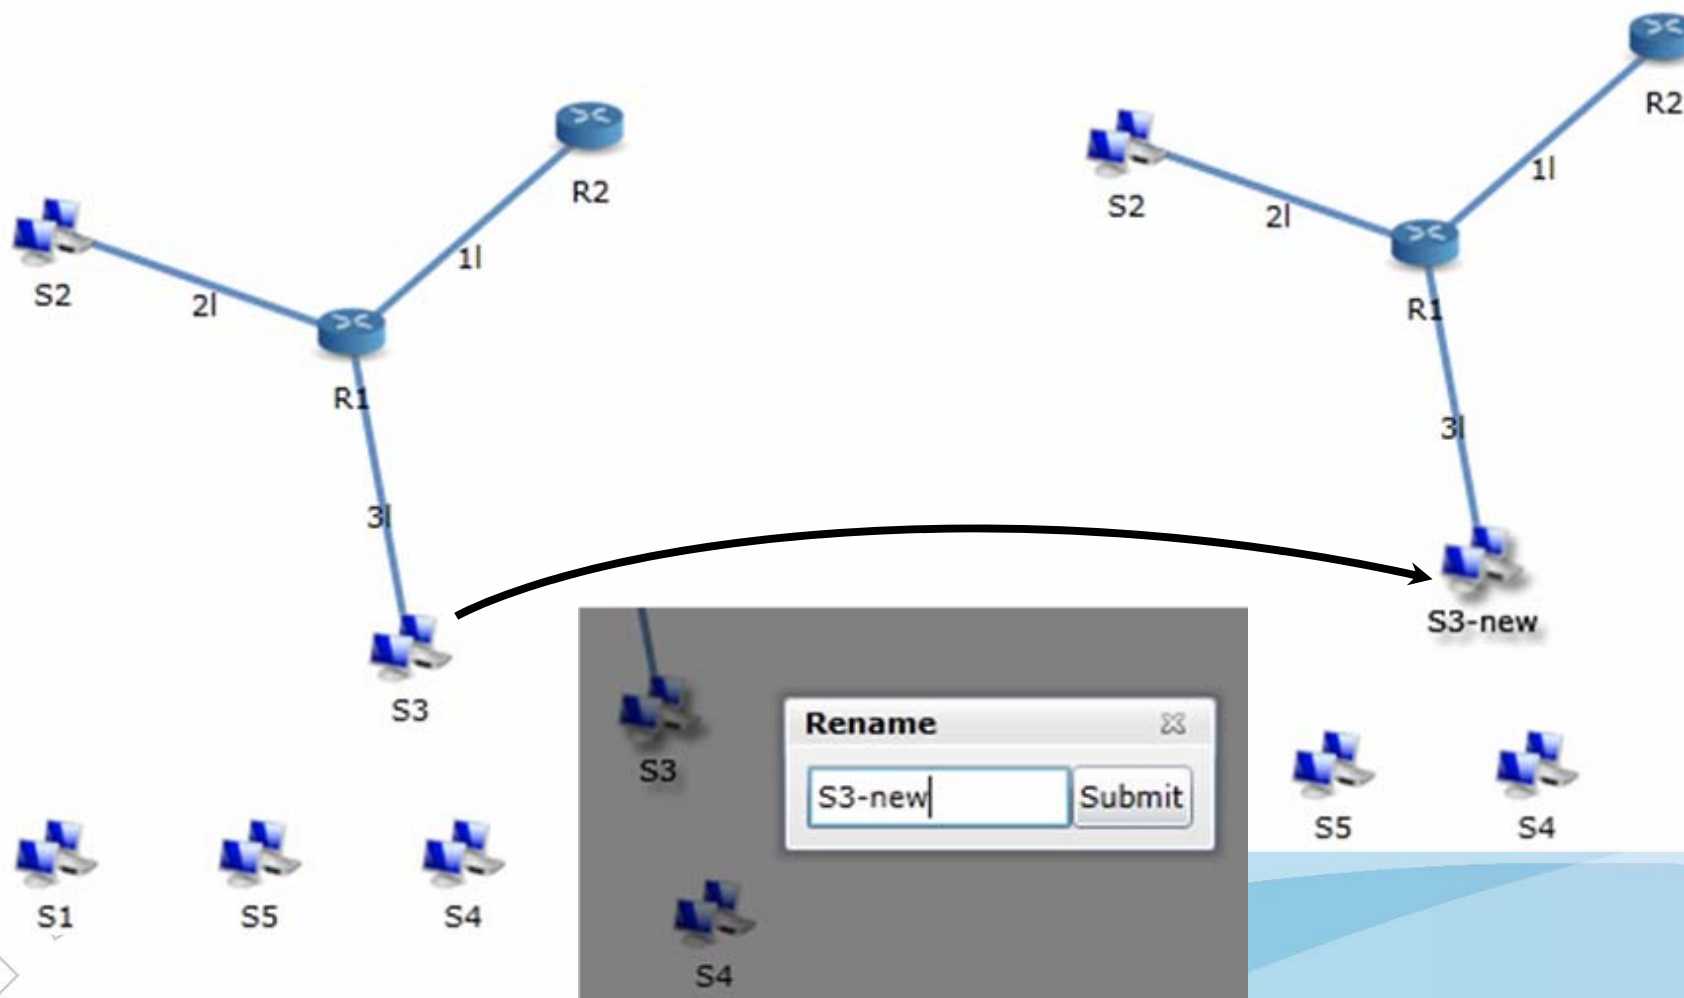 R2
S2
1l
2l
R1
3l
S3
S1
S5
S4
S3
Rename
S3-new
Submit
S4
R2
S2
1l
2l
R1
3l
S3-new
S5
S4